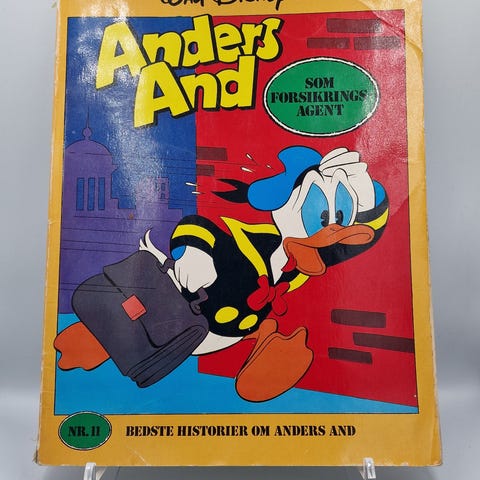 Walt Disney
Anders
And
SOM
FORSIKRINGS-
AGENT
NR. 11
BEDSTE HISTORIER OM ANDERS AND